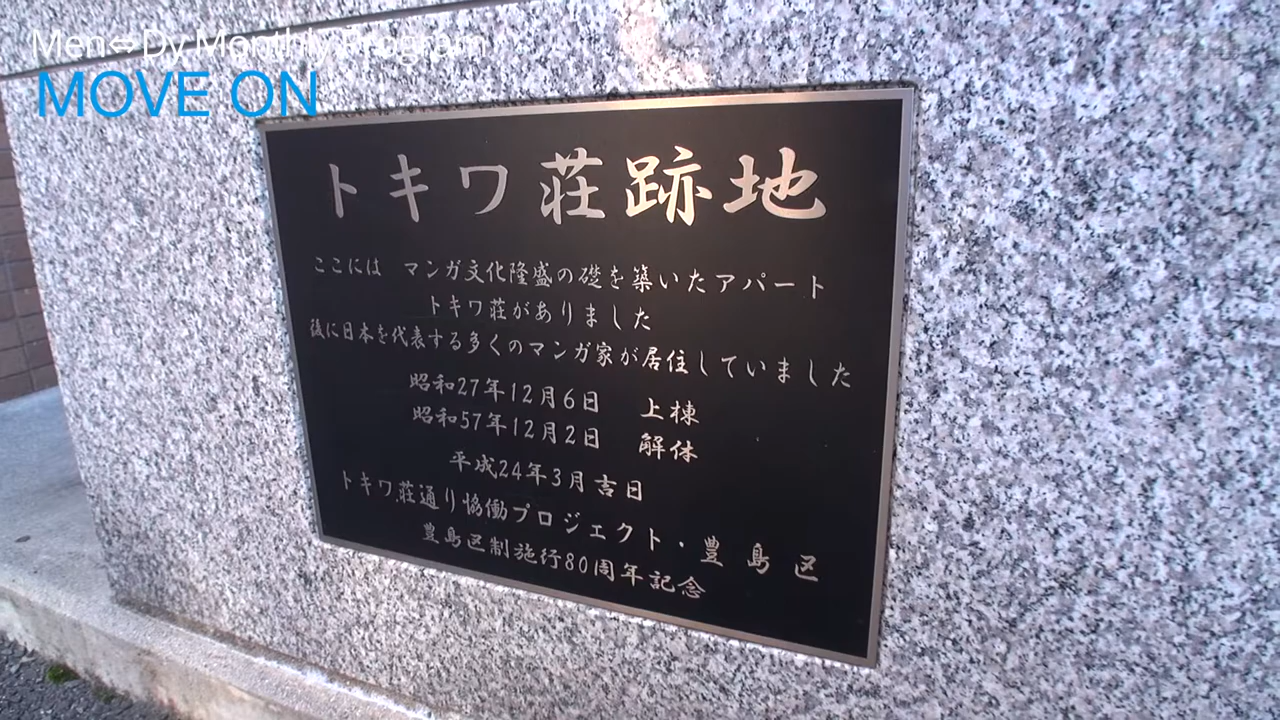 Men⇔Dy Monthly Program
MOVE ON
トキワ荘跡地
ここには　マンガ文化隆盛の礎を築いたアパート
トキワ荘がありました
後に日本を代表する多くのマンガ家が居住していました
昭和27年12月6日　上棟
昭和57年12月2日　解体
平成24年3月吉日
トキワ荘通り協働プロジェクト・豊島区
豊島区制施行80周年記念